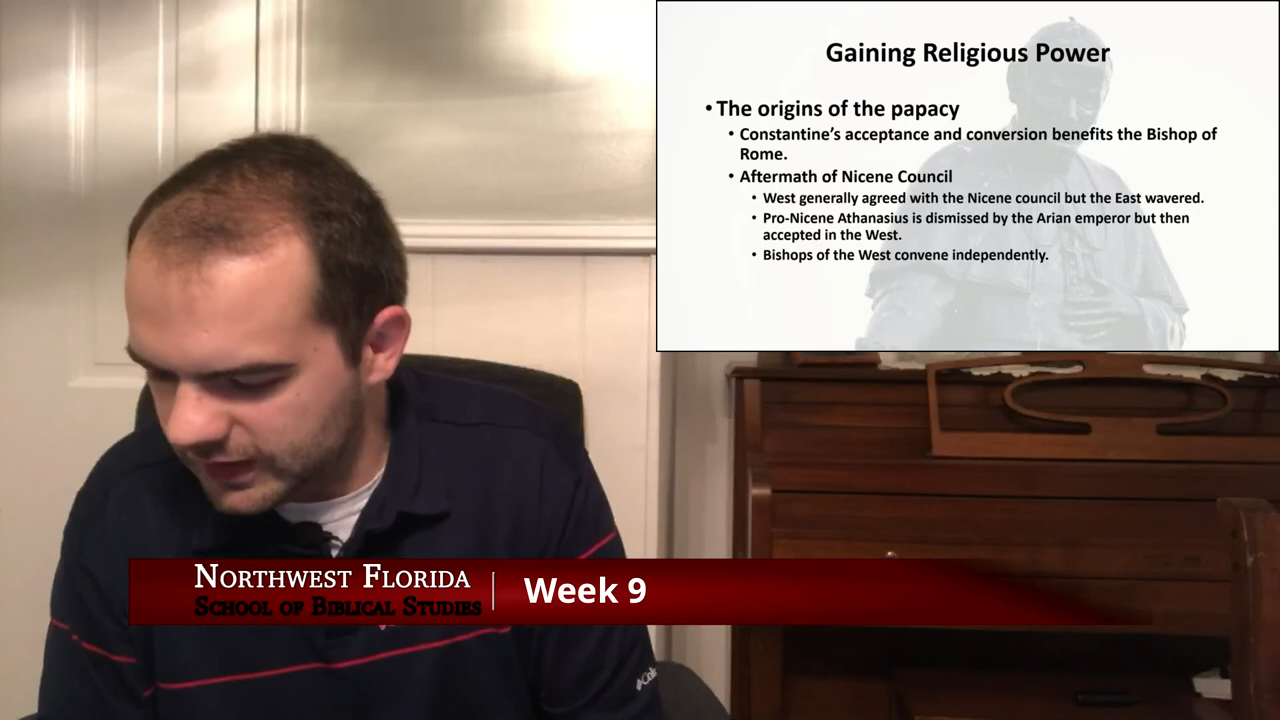 Gaining Religious Power
• The origins of the papacy
• Constantine's acceptance and conversion benefits the Bishop of
Rome.
• Aftermath of Nicene Council
• West generally agreed with the Nicene council but the East wavered.
• Pro-Nicene Athanasius is dismissed by the Arian emperor but then
accepted in the West.
• Bishops of the West convene independently.
Northwest Florida
School of Biblical Studies
Week 9